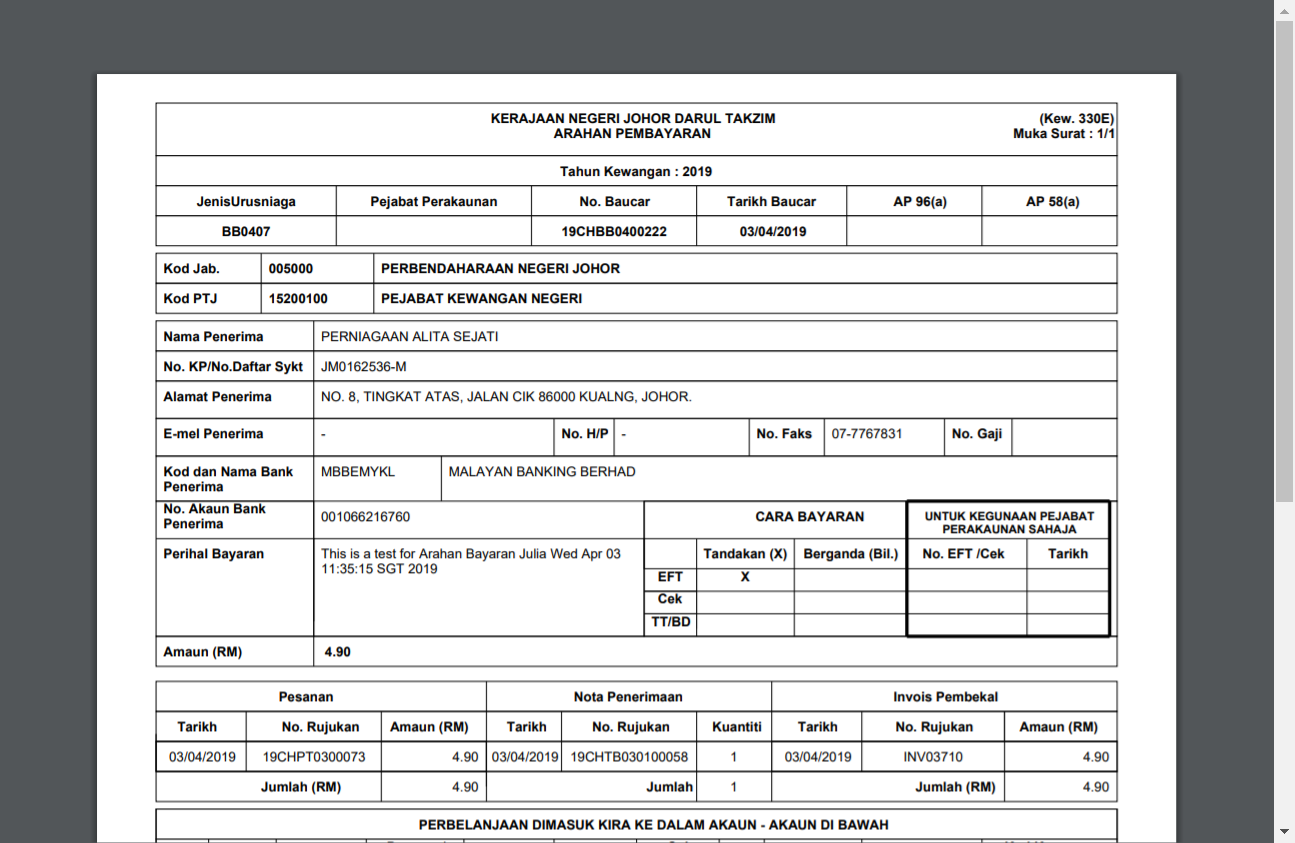 KERAJAAN NEGERI JOHOR DARUL TAKZIM (Kew. 330E)
ARAHAN PEMBAYARAN Muka Surat : 1/1
Tahun Kewangan : 2019
JenisUrusniaga Pejabat Perakaunan No. Baucar Tarikh Baucar AP 96(a) AP 58(a)
BB0407 19CHBB0400222 03/04/2019
Kod Jab. 005000 PERBENDAHARAAN NEGERI JOHOR
Kod PTJ 15200100 PEJABAT KEWANGAN NEGERI
Nama Penerima PERNIAGAAN ALITA SEJATI
No. KP/No.Daftar Sykt JM0162536-M
Alamat Penerima NO. 8, TINGKAT ATAS, JALAN CIK 86000 KUALNG, JOHOR.
E-mel Penerima - No. H/P - No. Faks 07-7767831 No. Gaji
Kod dan Nama Bank Penerima MBBEMYKL MALAYAN BANKING BERHAD
No. Akaun Bank Penerima 001066216760
CARA BAYARAN
UNTUK KEGUNAAN PEJABAT
PERAKAUNAN SAHAJA
Perihal Bayaran This is a test for Arahan Bayaran Julia Wed Apr 03
11:35:15 SGT 2019
Tandakan (X) Berganda (Bil.) No. EFT /Cek Tarikh
EFT X
Cek
TT/BD
Amaun (RM) 4.90
Pesanan Nota Penerimaan Invois Pembekal
Tarikh No. Rujukan Amaun (RM) Tarikh No. Rujukan Kuantiti Tarikh No. Rujukan Amaun (RM)
03/04/2019 19CHPT0300073 4.90 03/04/2019 19CHTB030100058 1 03/04/2019 INV03710 4.90
Jumlah (RM) 4.90 Jumlah 1 Jumlah (RM) 4.90
PERBELANJAAN DIMASUK KIRA KE DALAM AKAUN - AKAUN DI BAWAH